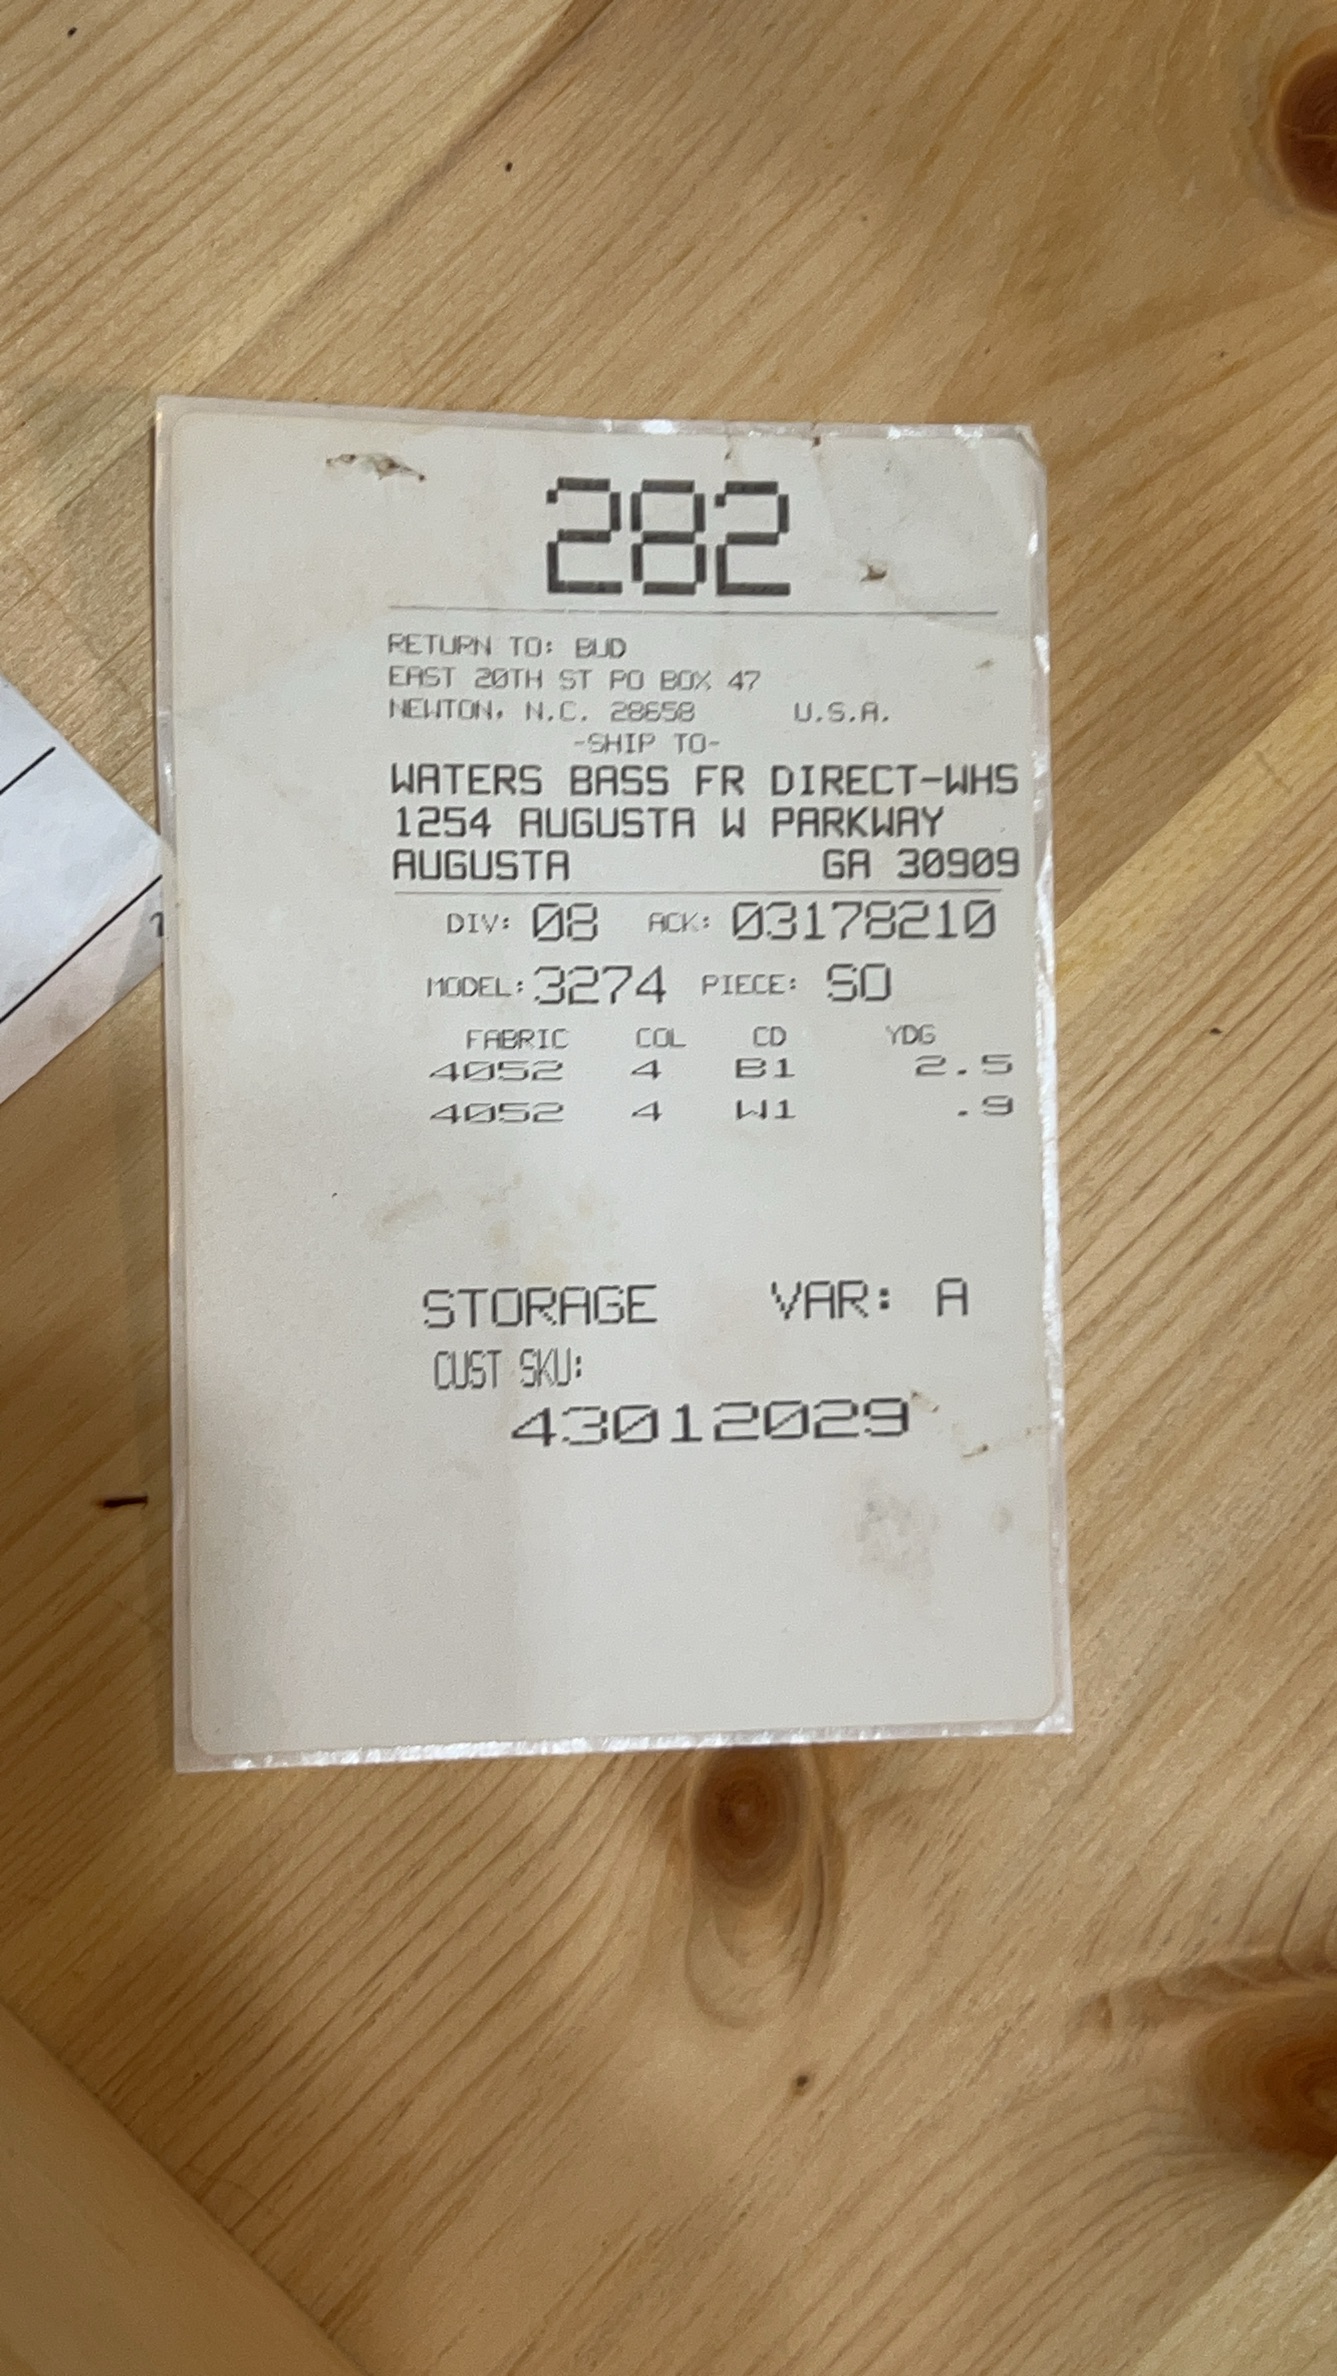 282
RETURN TO: BUD
EAST 20TH ST PO BOX 47
NEWTON, N.C. 28658 U.S.A.
-SHIP TO-
WATERS BASS FR DIRECT-WHS
1254 AUGUSTA W PARKWAY
AUGUSTA GA 30909
DIV: 08 ACK: 03178210
MODEL: 3274 PIECE: SO
FABRIC COL CD YDG
4052 4 B1 2.5
4052 4 W1 .9
STORAGE VAR: A
CUST SKU:
43012029